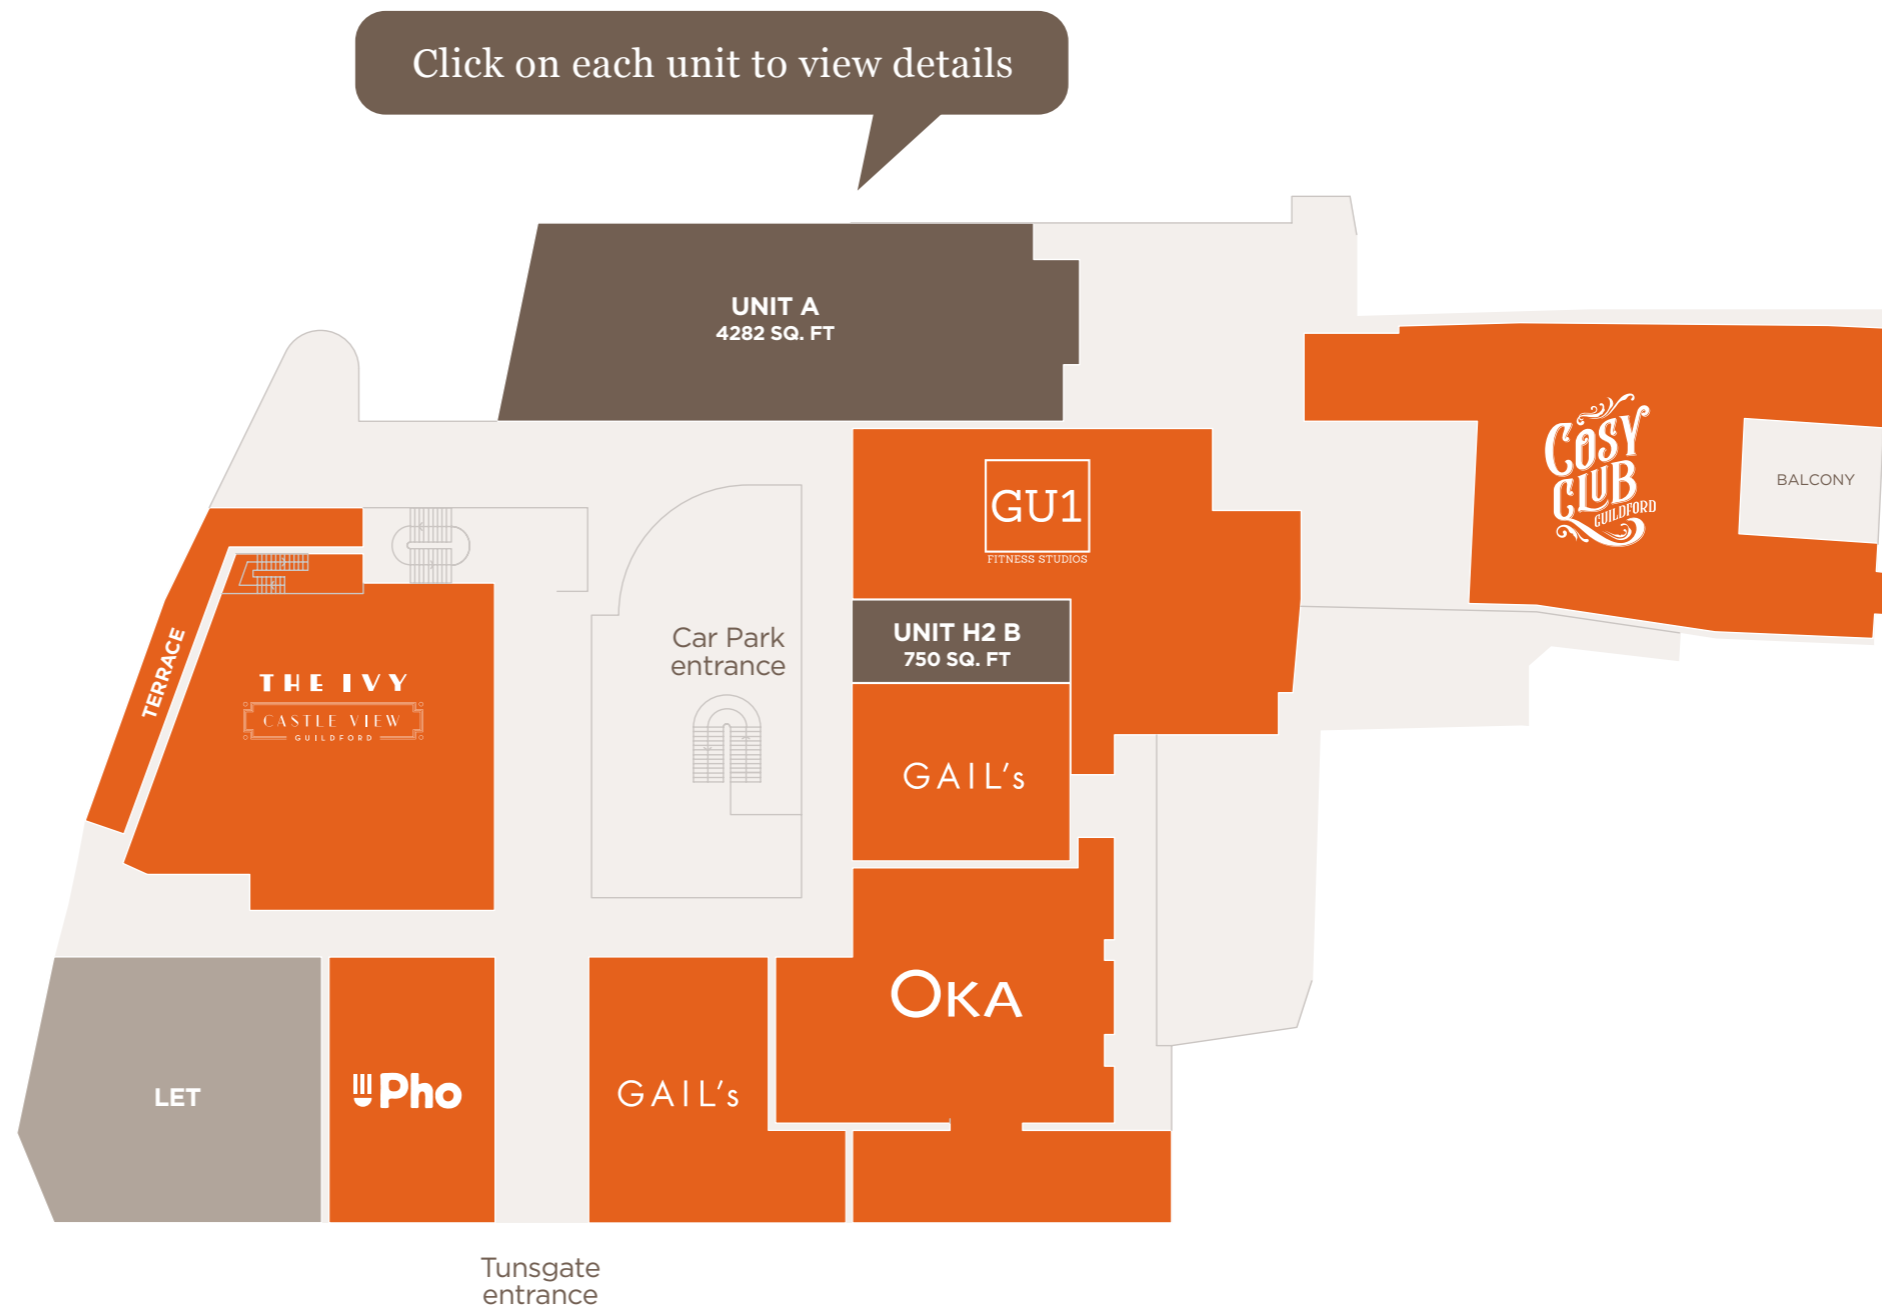 Click on each unit to view details
UNIT A
4282 SQ. FT
COSY
CLUB
GUILDFORD
BALCONY
GU1
FITNESS STUDIOS
UNIT H2 B
750 SQ. FT
Car Park
entrance
TERRACE
THE IVY
CASTLE VIEW
GUILDFORD
GAIL's
OKA
LET
Pho
GAIL's
Tunsgate
entrance